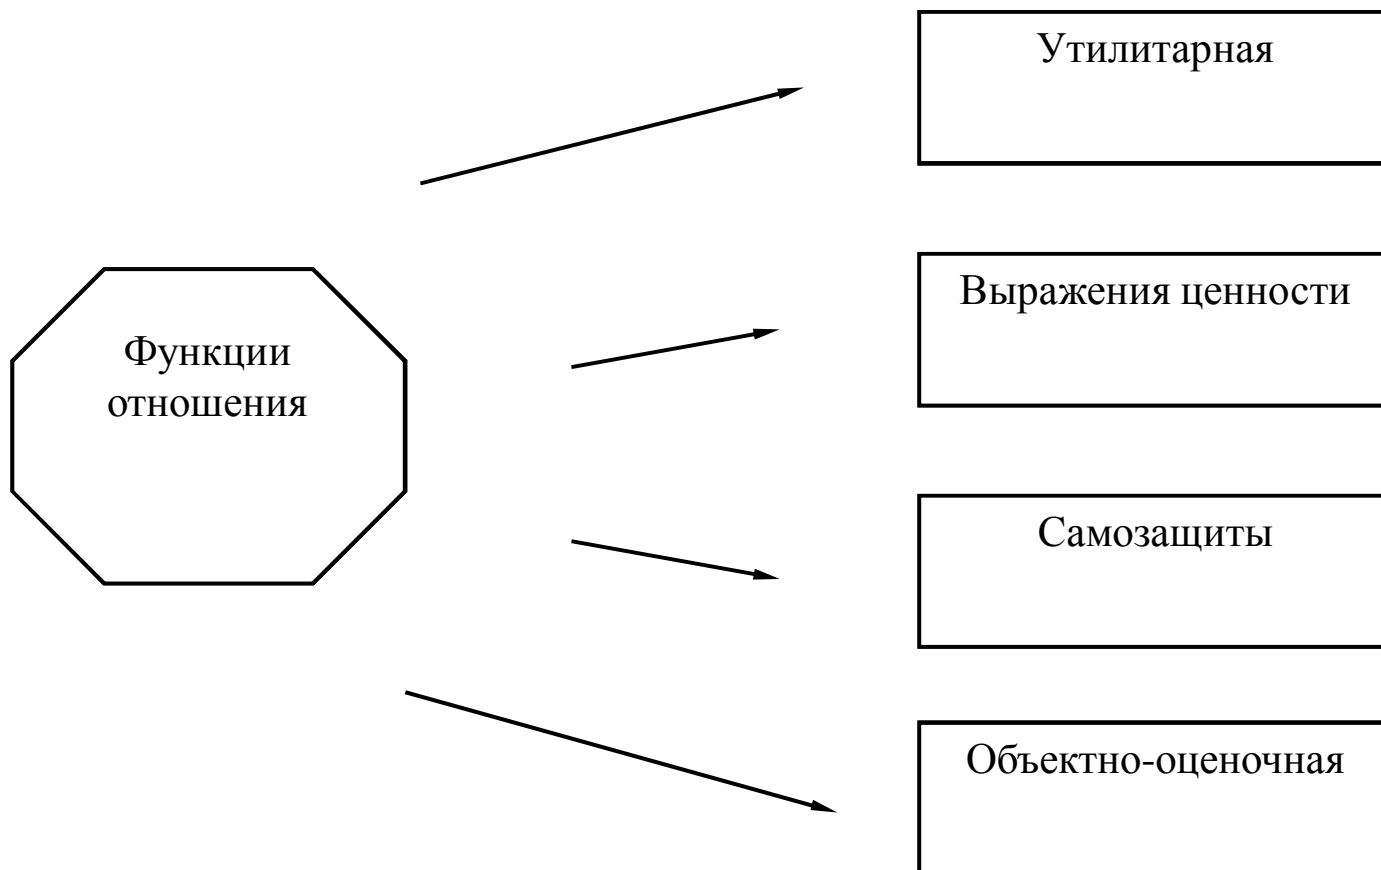 Утилитарная
Выражения ценности
Функции
отношения
Самозащиты
Объектно-оценочная